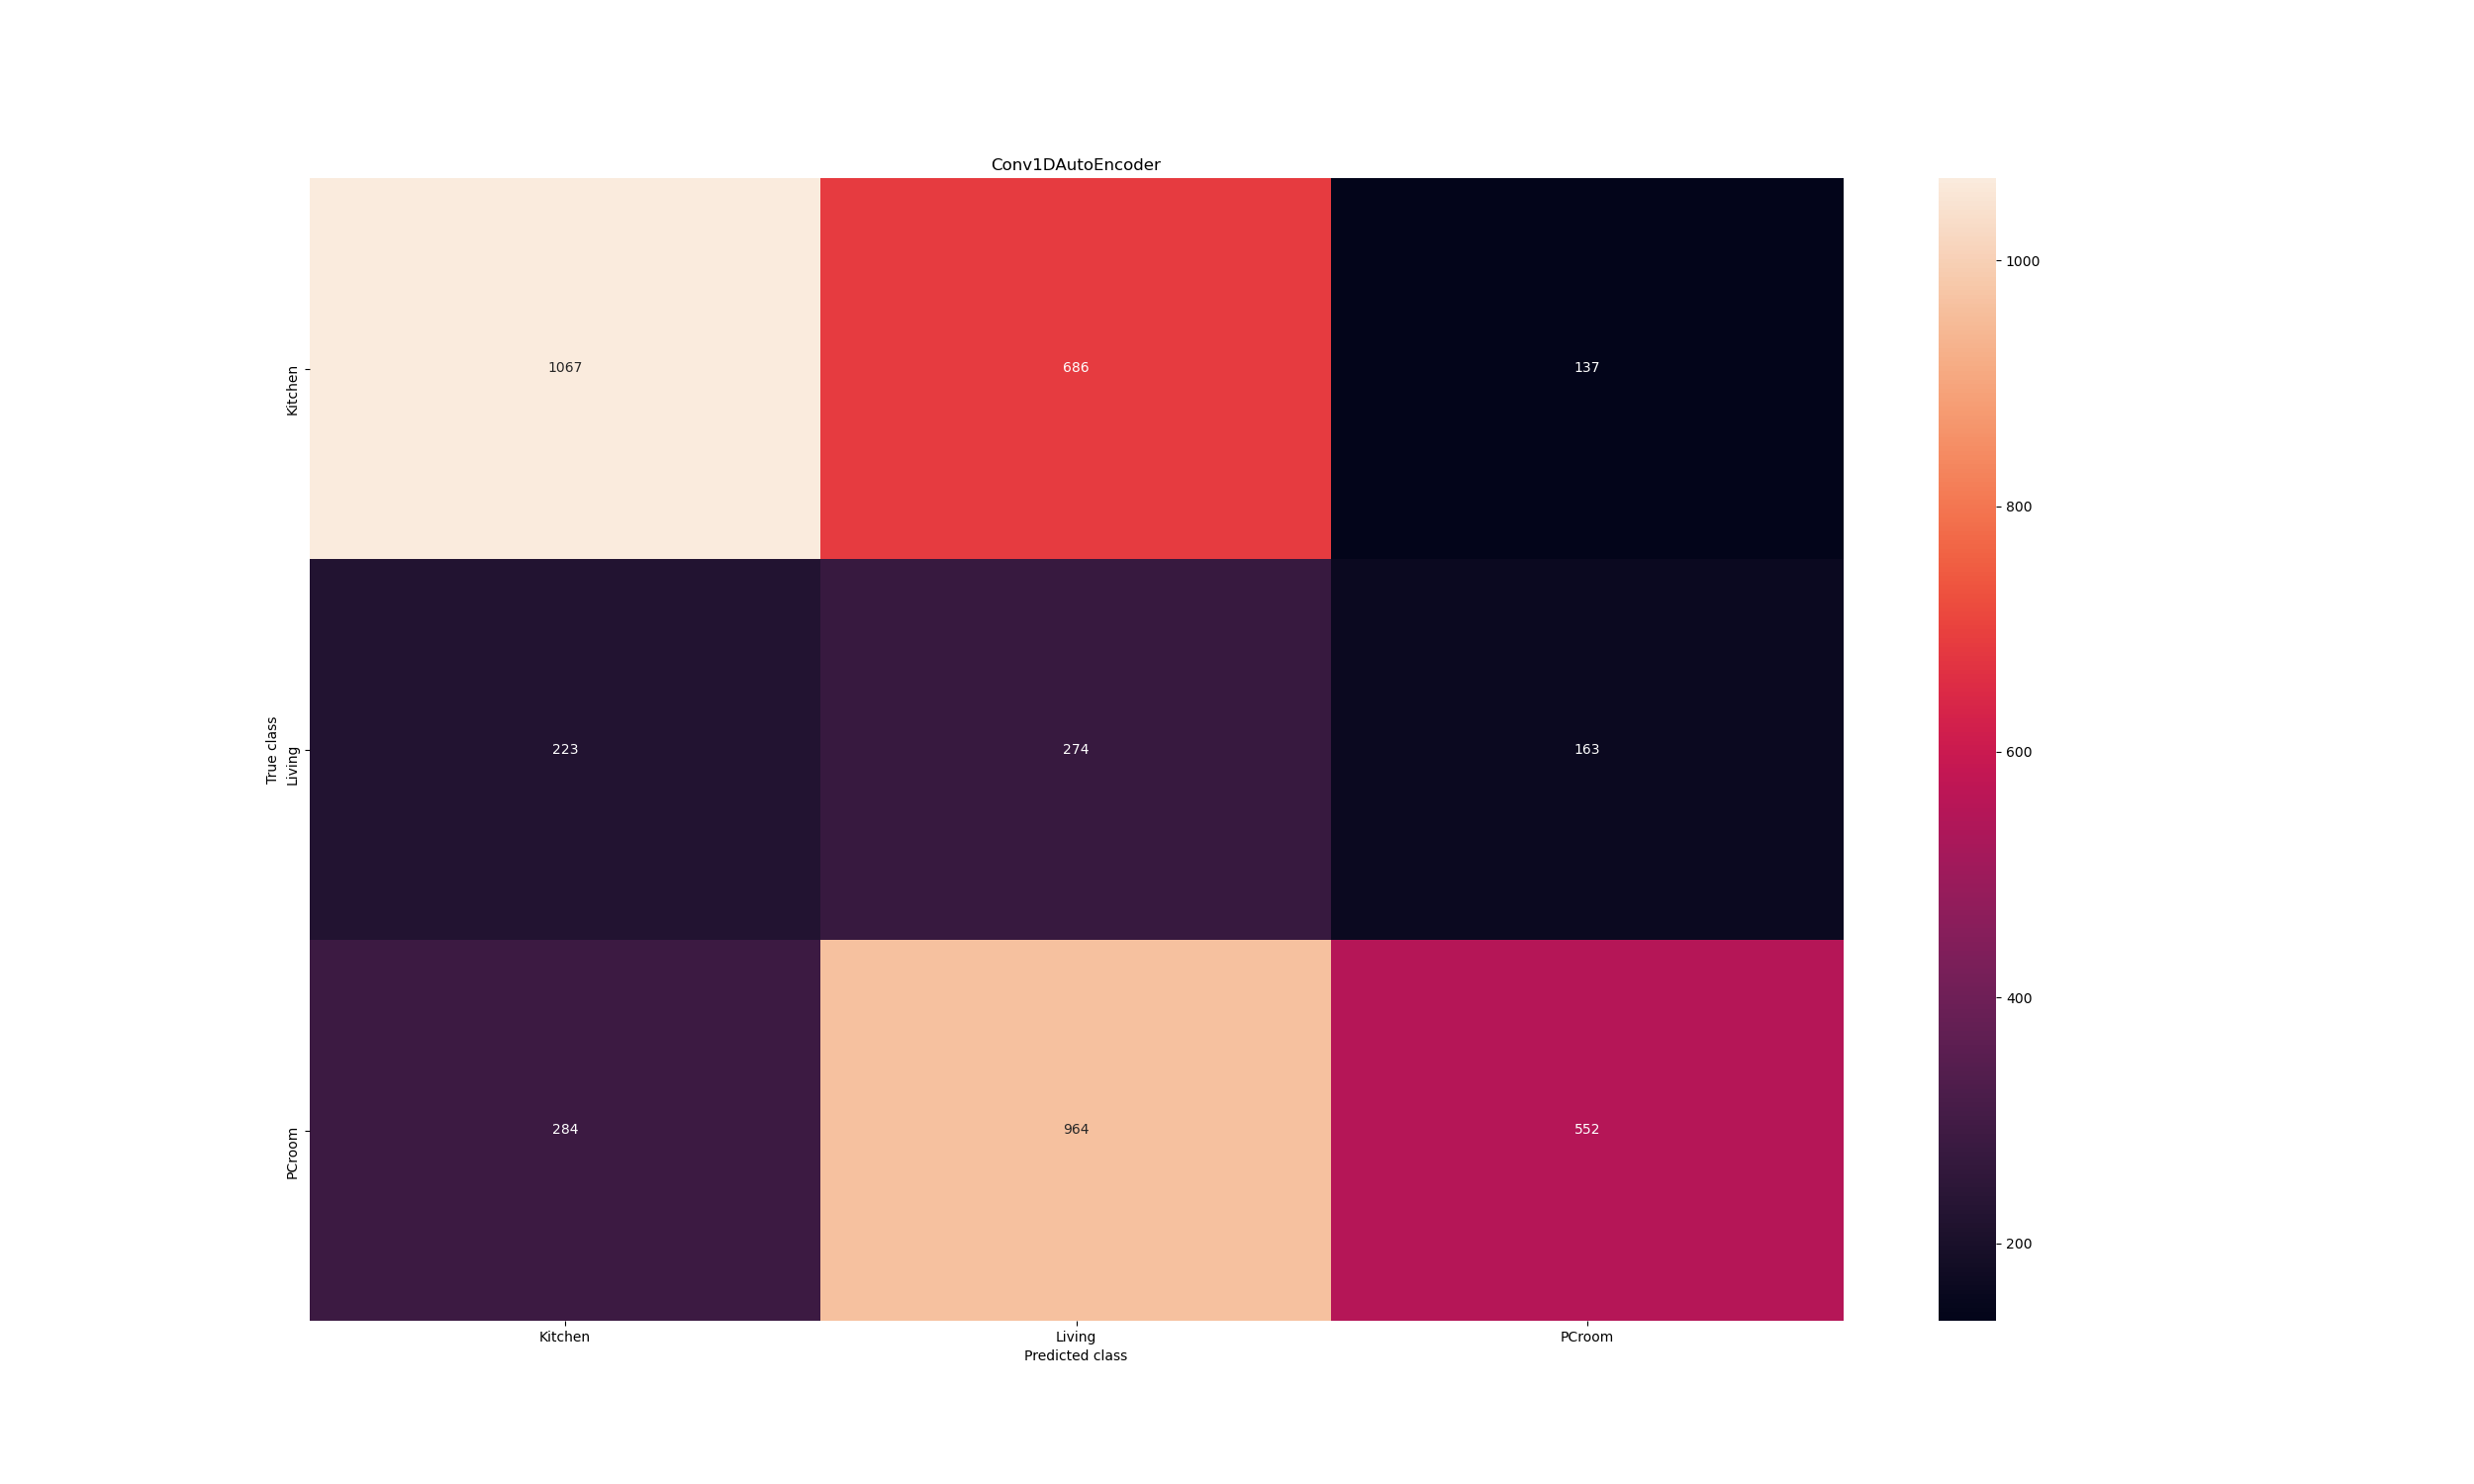 Conv1DAutoEncoder
1067 686 137
223 274 163
284 964 552
Kitchen
Living
PCroom
True class
Kitchen Living PCroom
Predicted class
1000
800
600
400
200